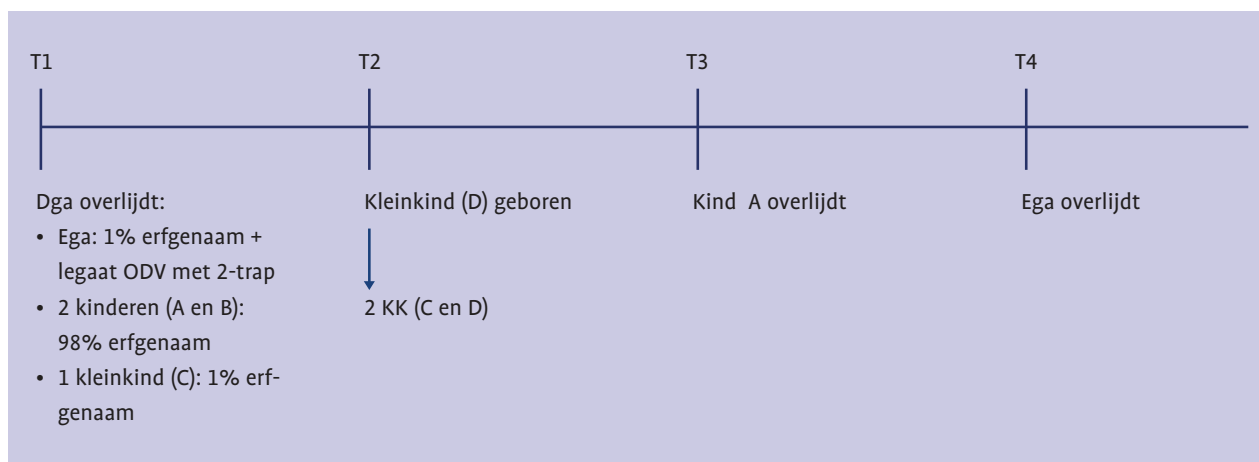 T1
T2
T3
T4
Dga overlijdt:
• Ega: 1% erfgenaam +
legaat ODV met 2-trap
• 2 kinderen (A en B):
98% erfgenaam
• 1 kleinkind (C): 1% erf-
genaam
Kleinkind (D) geboren
2 KK (C en D)
Kind A overlijdt
Ega overlijdt